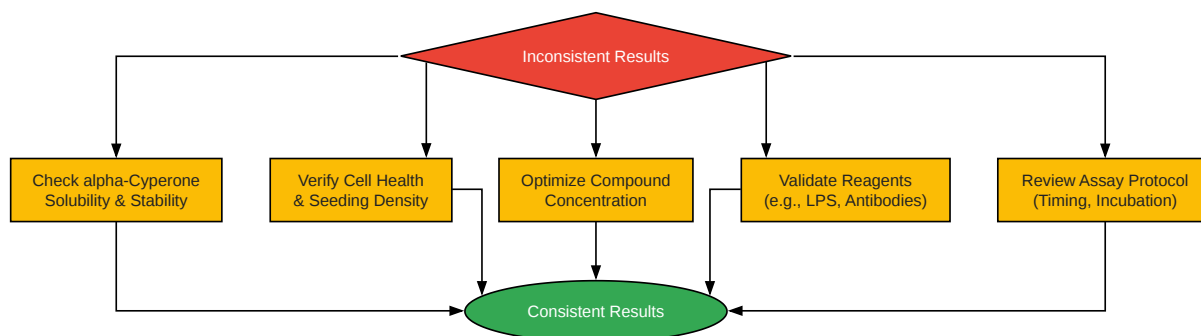 Inconsistent Results
Check alpha-Cyperone
Solubility & Stability
Verify Cell Health
& Seeding Density
Optimize Compound
Concentration
Validate Reagents
(e.g., LPS, Antibodies)
Review Assay Protocol
(Timing, Incubation)
Consistent Results